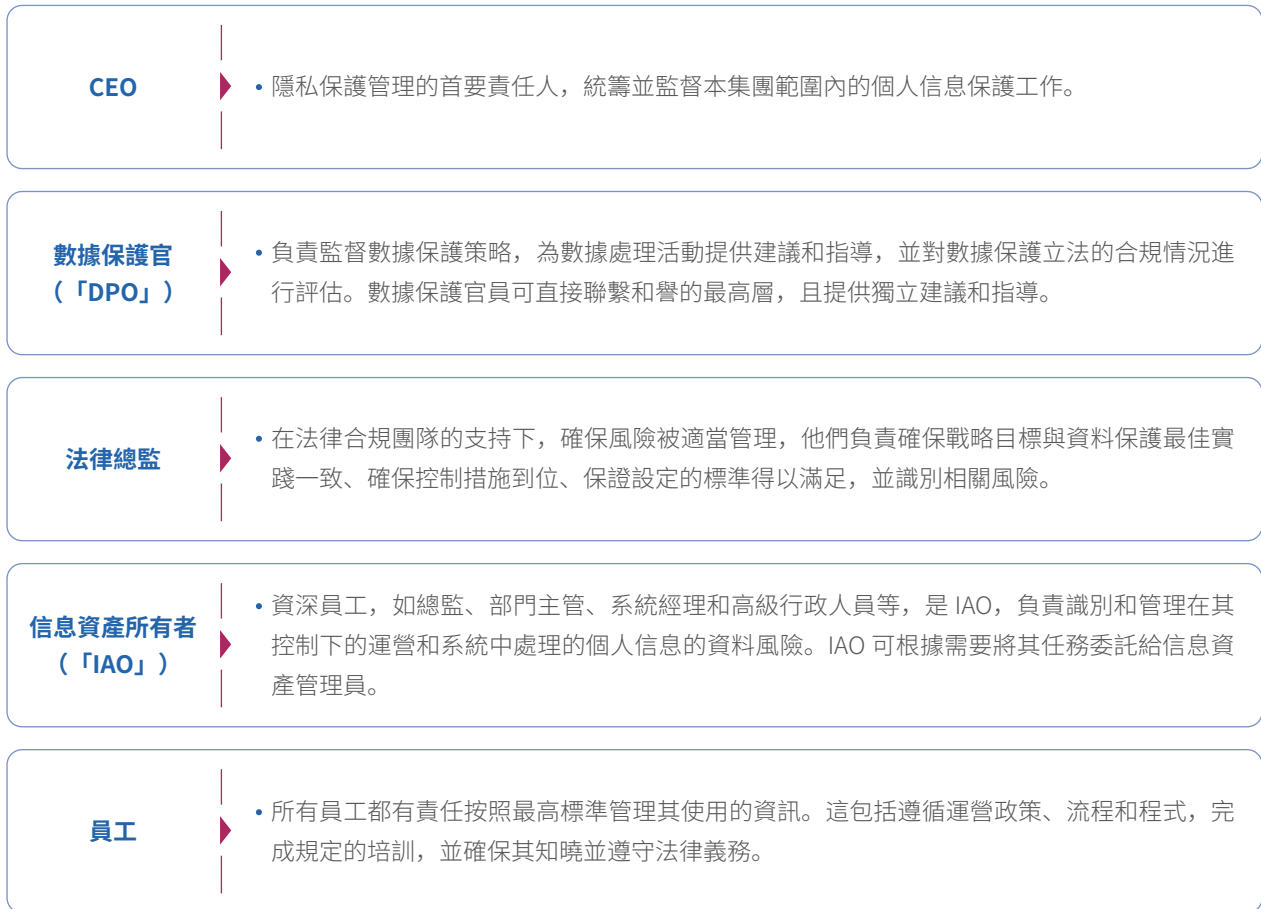 CEO
• 隱私保護管理的首要責任人，統籌並監督本集團範圍內的個人信息保護工作。
數據保護官
（「DPO」）
• 負責監督數據保護策略，為數據處理活動提供建議和指導，並對數據保護立法的合規情況進
行評估。數據保護官員可直接聯繫和譽的最高層，且提供獨立建議和指導。
法律總監
• 在法律合規團隊的支持下，確保風險被適當管理，他們負責確保戰略目標與資料保護最佳實
踐一致、確保控制措施到位、保證設定的標準得以滿足，並識別相關風險。
信息資產所有者
（「IAO」）
• 資深員工，如總監、部門主管、系統經理和高級行政人員等，是 IAO，負責識別和管理在其
控制下的運營和系統中處理的個人信息的資料風險。IAO 可根據需要將其任務委託給信息資
產管理員。
員工
• 所有員工都有責任按照最高標準管理其使用的資訊。這包括遵循運營政策、流程和程式，完
成規定的培訓，並確保其知曉並遵守法律義務。